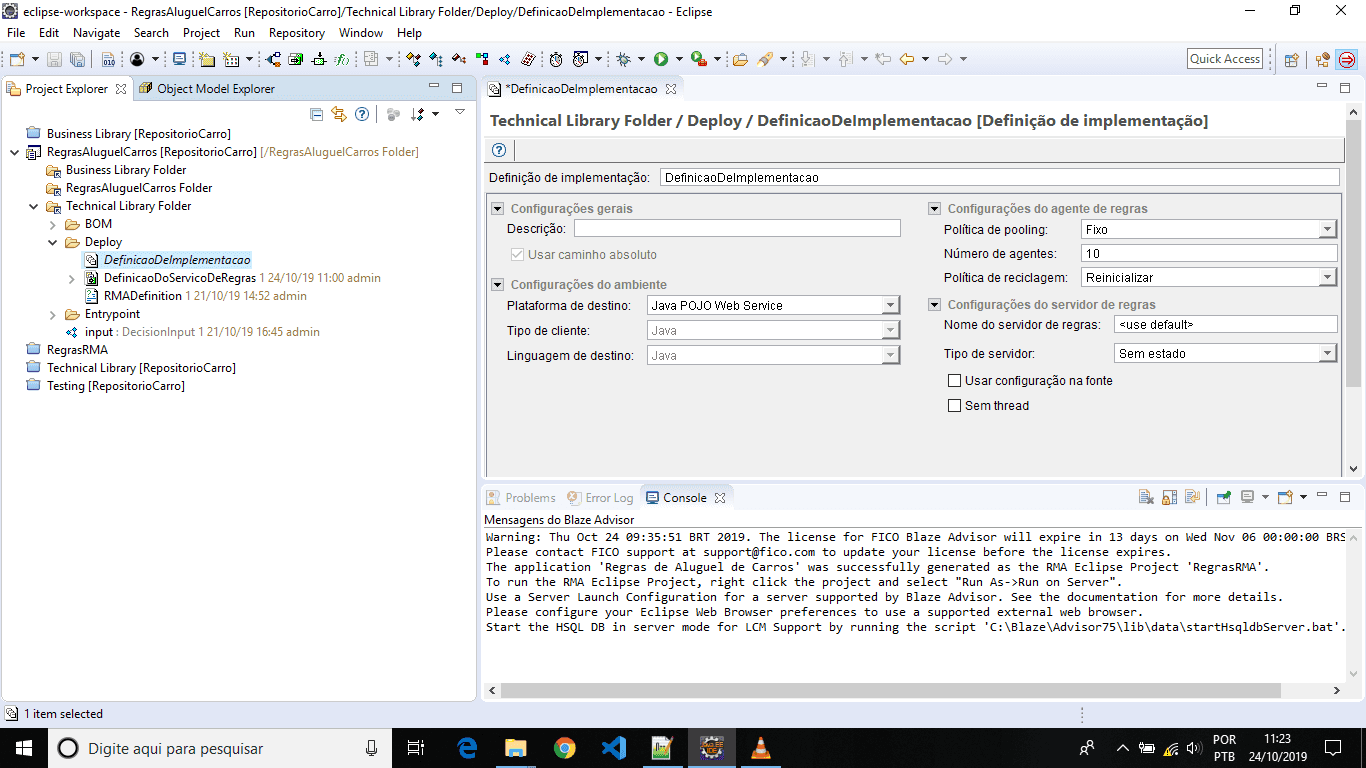 eclipse-workspace - RegrasAluguelCarros [RepositorioCarro]/Technical Library Folder/Deploy/DefinicaoDeImplementacao - Eclipse
File Edit Navigate Search Project Run Repository Window Help
Quick Access
Project Explorer
Object Model Explorer
Business Library [RepositorioCarro]
RegrasAluguelCarros [RepositorioCarro] [/RegrasAluguelCarros Folder]
Business Library Folder
RegrasAluguelCarros Folder
Technical Library Folder
BOM
Deploy
DefinicaoDeImplementacao
DefinicaoDoServicoDeRegras 1 24/10/19 11:00 admin
RMADefinition 1 21/10/19 14:52 admin
Entrypoint
input : DecisionInput 1 21/10/19 16:45 admin
RegrasRMA
Technical Library [RepositorioCarro]
Testing [RepositorioCarro]
*DefinicaoDeImplementacao
Technical Library Folder / Deploy / DefinicaoDeImplementacao [Definição de implementação]
Definição de implementação: DefinicaoDeImplementacao
Configurações gerais
Descrição:
Usar caminho absoluto
Configurações do ambiente
Plataforma de destino: Java POJO Web Service
Tipo de cliente: Java
Linguagem de destino: Java
Configurações do agente de regras
Política de pooling: Fixo
Número de agentes: 10
Política de reciclagem: Reinicializar
Configurações do servidor de regras
Nome do servidor de regras: <use default>
Tipo de servidor: Sem estado
Usar configuração na fonte
Sem thread
Problems Error Log Console
Mensagens do Blaze Advisor
Warning: Thu Oct 24 09:35:51 BRT 2019. The license for FICO Blaze Advisor will expire in 13 days on Wed Nov 06 00:00:00 BRS
Please contact FICO support at support@fico.com to update your license before the license expires.
The application 'Regras de Aluguel de Carros' was successfully generated as the RMA Eclipse Project 'RegrasRMA'.
To run the RMA Eclipse Project, right click the project and select "Run As->Run on Server".
Use a Server Launch Configuration for a server supported by Blaze Advisor. See the documentation for more details.
Please configure your Eclipse Web Browser preferences to use a supported external web browser.
Start the HSQL DB in server mode for LCM Support by running the script 'C:\Blaze\Advisor75\lib\data\startHsqldbServer.bat'.
1 item selected
Digite aqui para pesquisar
POR
PTB
11:23
24/10/2019